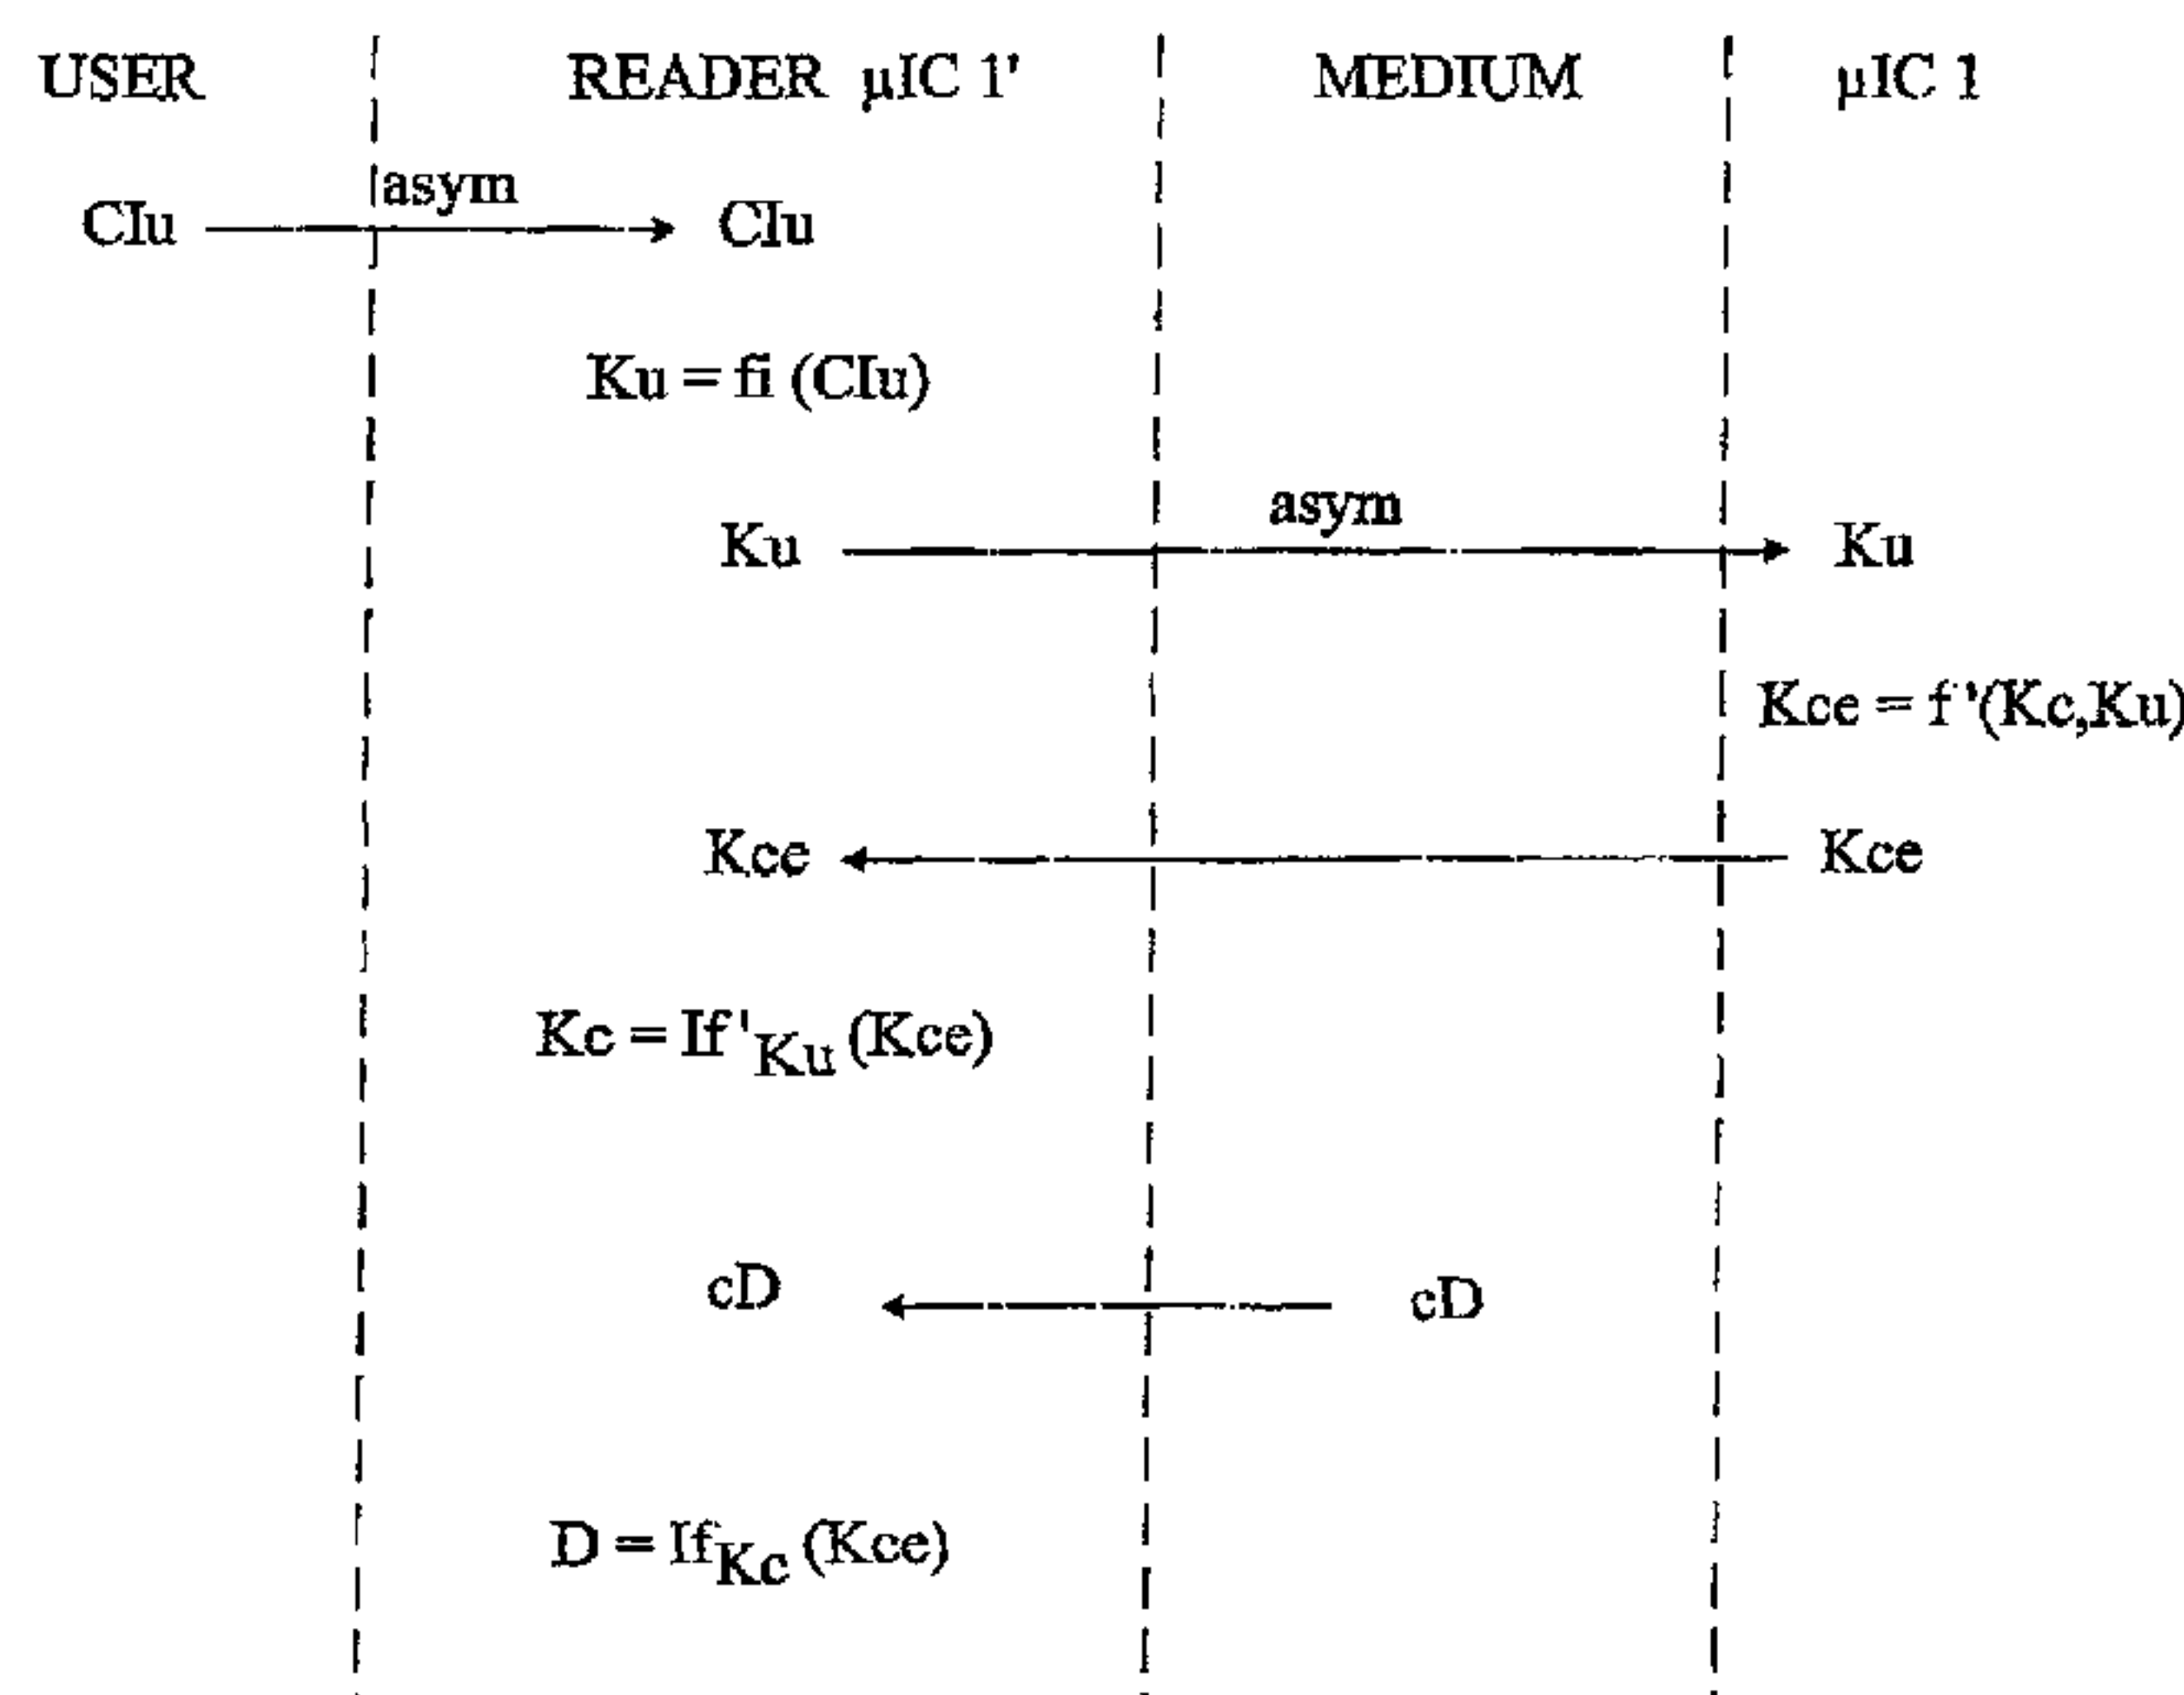 USER READER µIC 1' MEDIUM µIC 1
asym
CIu CIu
Ku = fi (CIu)
asym
Ku Ku
Kce = f '(Kc,Ku)
Kce Kce
Kc = If 'Ku (Kce)
cD cD
D = IfKc (Kce)